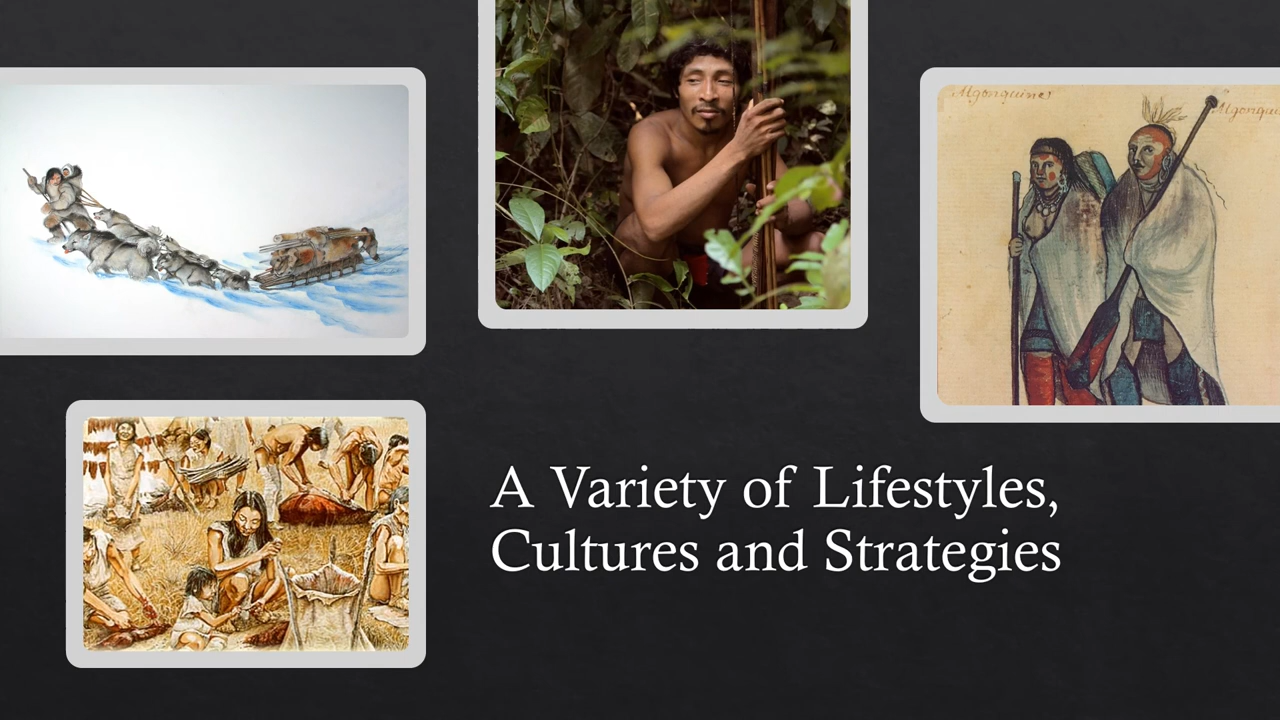 Algonquine
A Variety of Lifestyles,
Cultures and Strategies